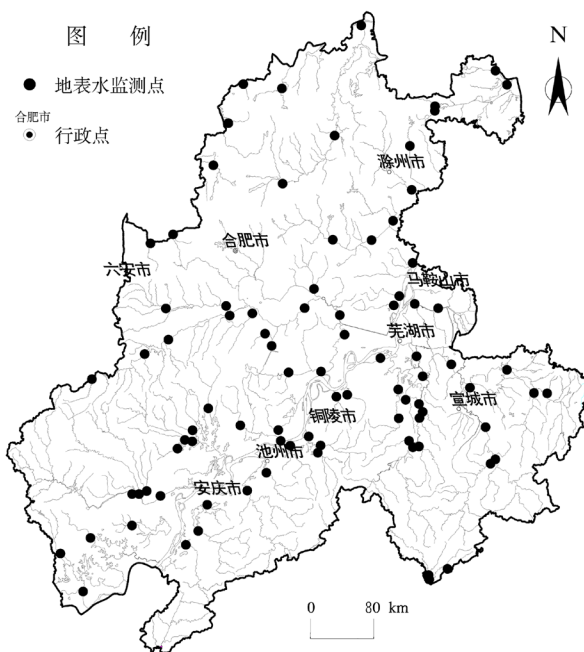 图 例
N
地表水监测点
合肥市
行政点
滁州市
合肥市
六安市
马鞍山市
芜湖市
宣城市
铜陵市
池州市
安庆市
0 80 km